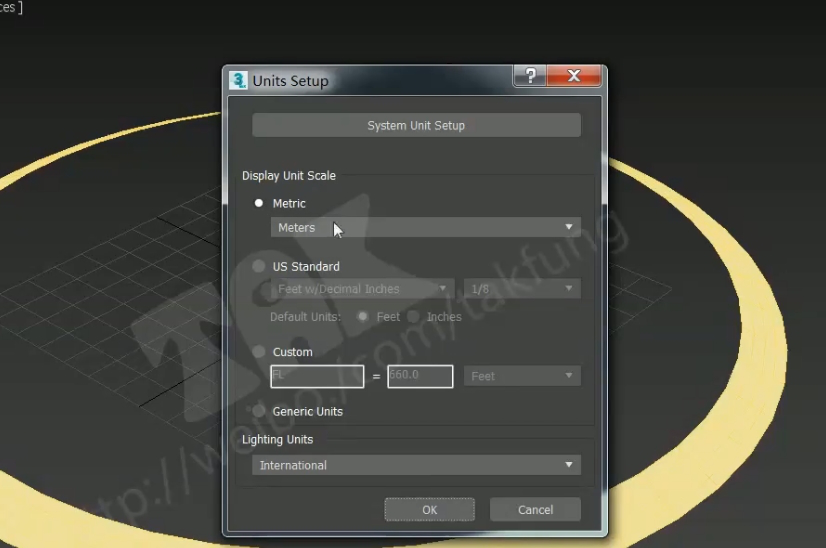 ces ]
Units Setup
System Unit Setup
Display Unit Scale
Metric
Meters
US Standard
Feet w/Decimal Inches 1/8
Default Units: Feet Inches
Custom
FL = 660.0 Feet
Generic Units
Lighting Units
International
OK Cancel
TAK
http://weibo.com/takfung